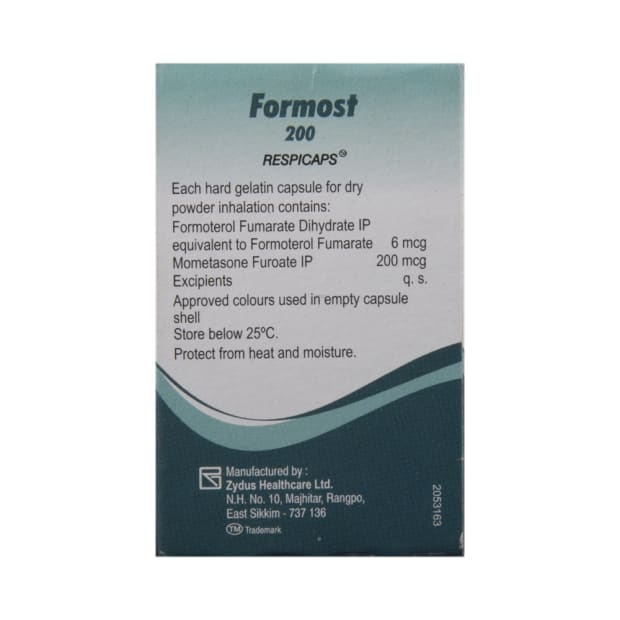 Formost
200
RESPICAPS™
Each hard gelatin capsule for dry
powder inhalation contains:
Formoterol Fumarate Dihydrate IP
equivalent to Formoterol Fumarate 6 mcg
Mometasone Furoate IP 200 mcg
Excipients q. s.
Approved colours used in empty capsule
shell
Store below 25ºC.
Protect from heat and moisture.
Manufactured by :
Zydus Healthcare Ltd.
N.H. No. 10, Majhitar, Rangpo,
East Sikkim - 737 136
TM Trademark
2053163